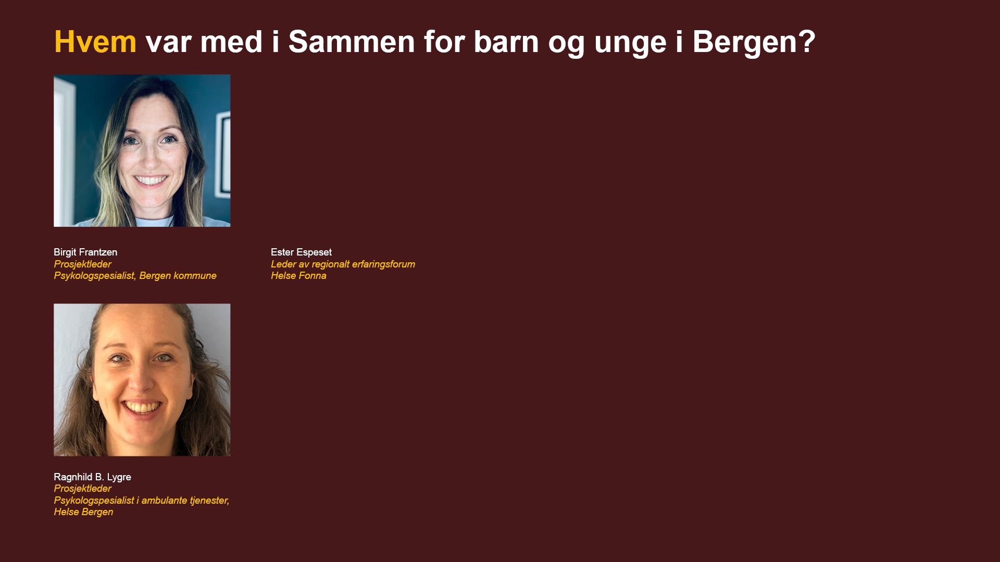 Hvem var med i Sammen for barn og unge i Bergen?
Birgit Frantzen
Prosjektleder
Psykologspesialist, Bergen kommune
Ester Espeset
Leder av regionalt erfaringsforum
Helse Fonna
Ragnhild B. Lygre
Prosjektleder
Psykologspesialist i ambulante tjenester,
Helse Bergen